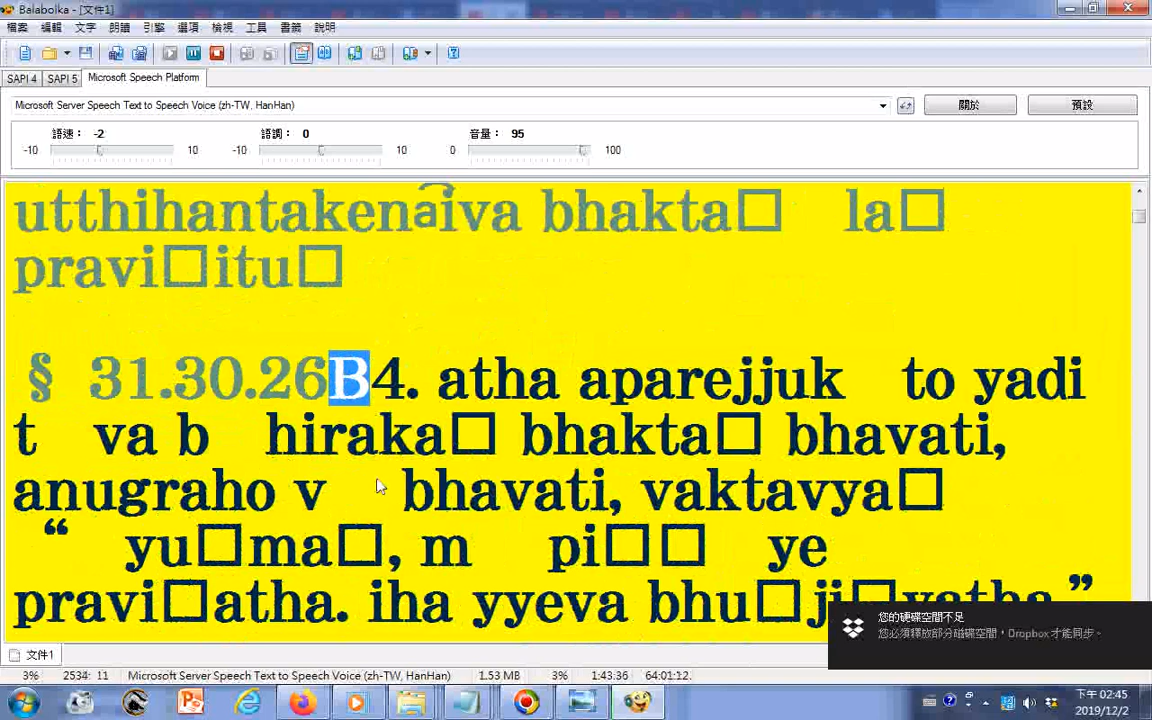 Balabolka - [文件1]
檔案 編輯 文字 朗讀 引擎 選項 檢視 工具 書籤 說明
SAPI 4 SAPI 5 Microsoft Speech Platform
Microsoft Server Speech Text to Speech Voice (zh-TW, HanHan) 關於 預設
語速： -2 語調： 0 音量： 95
-10 10 -10 10 0 100
utthihantakenaiva bhakta□ la□
pravi□itu□
§ 31.30.26B4. atha aparejjuk to yadi
t va b hiraka□ bhakta□ bhavati,
anugraho v bhavati, vaktavya□
“ yu□ma□, m pi□□ ye
pravi□atha. iha yyeva bhu□ji□yatha.”
您的硬碟空間不足
您必須釋放部分磁碟空間，Dropbox 才能同步。
文件1
3% 2534: 11 Microsoft Server Speech Text to Speech Voice (zh-TW, HanHan) 1.53 MB 3% 1:43:36 64:01:12.
下午 02:45
2019/12/2